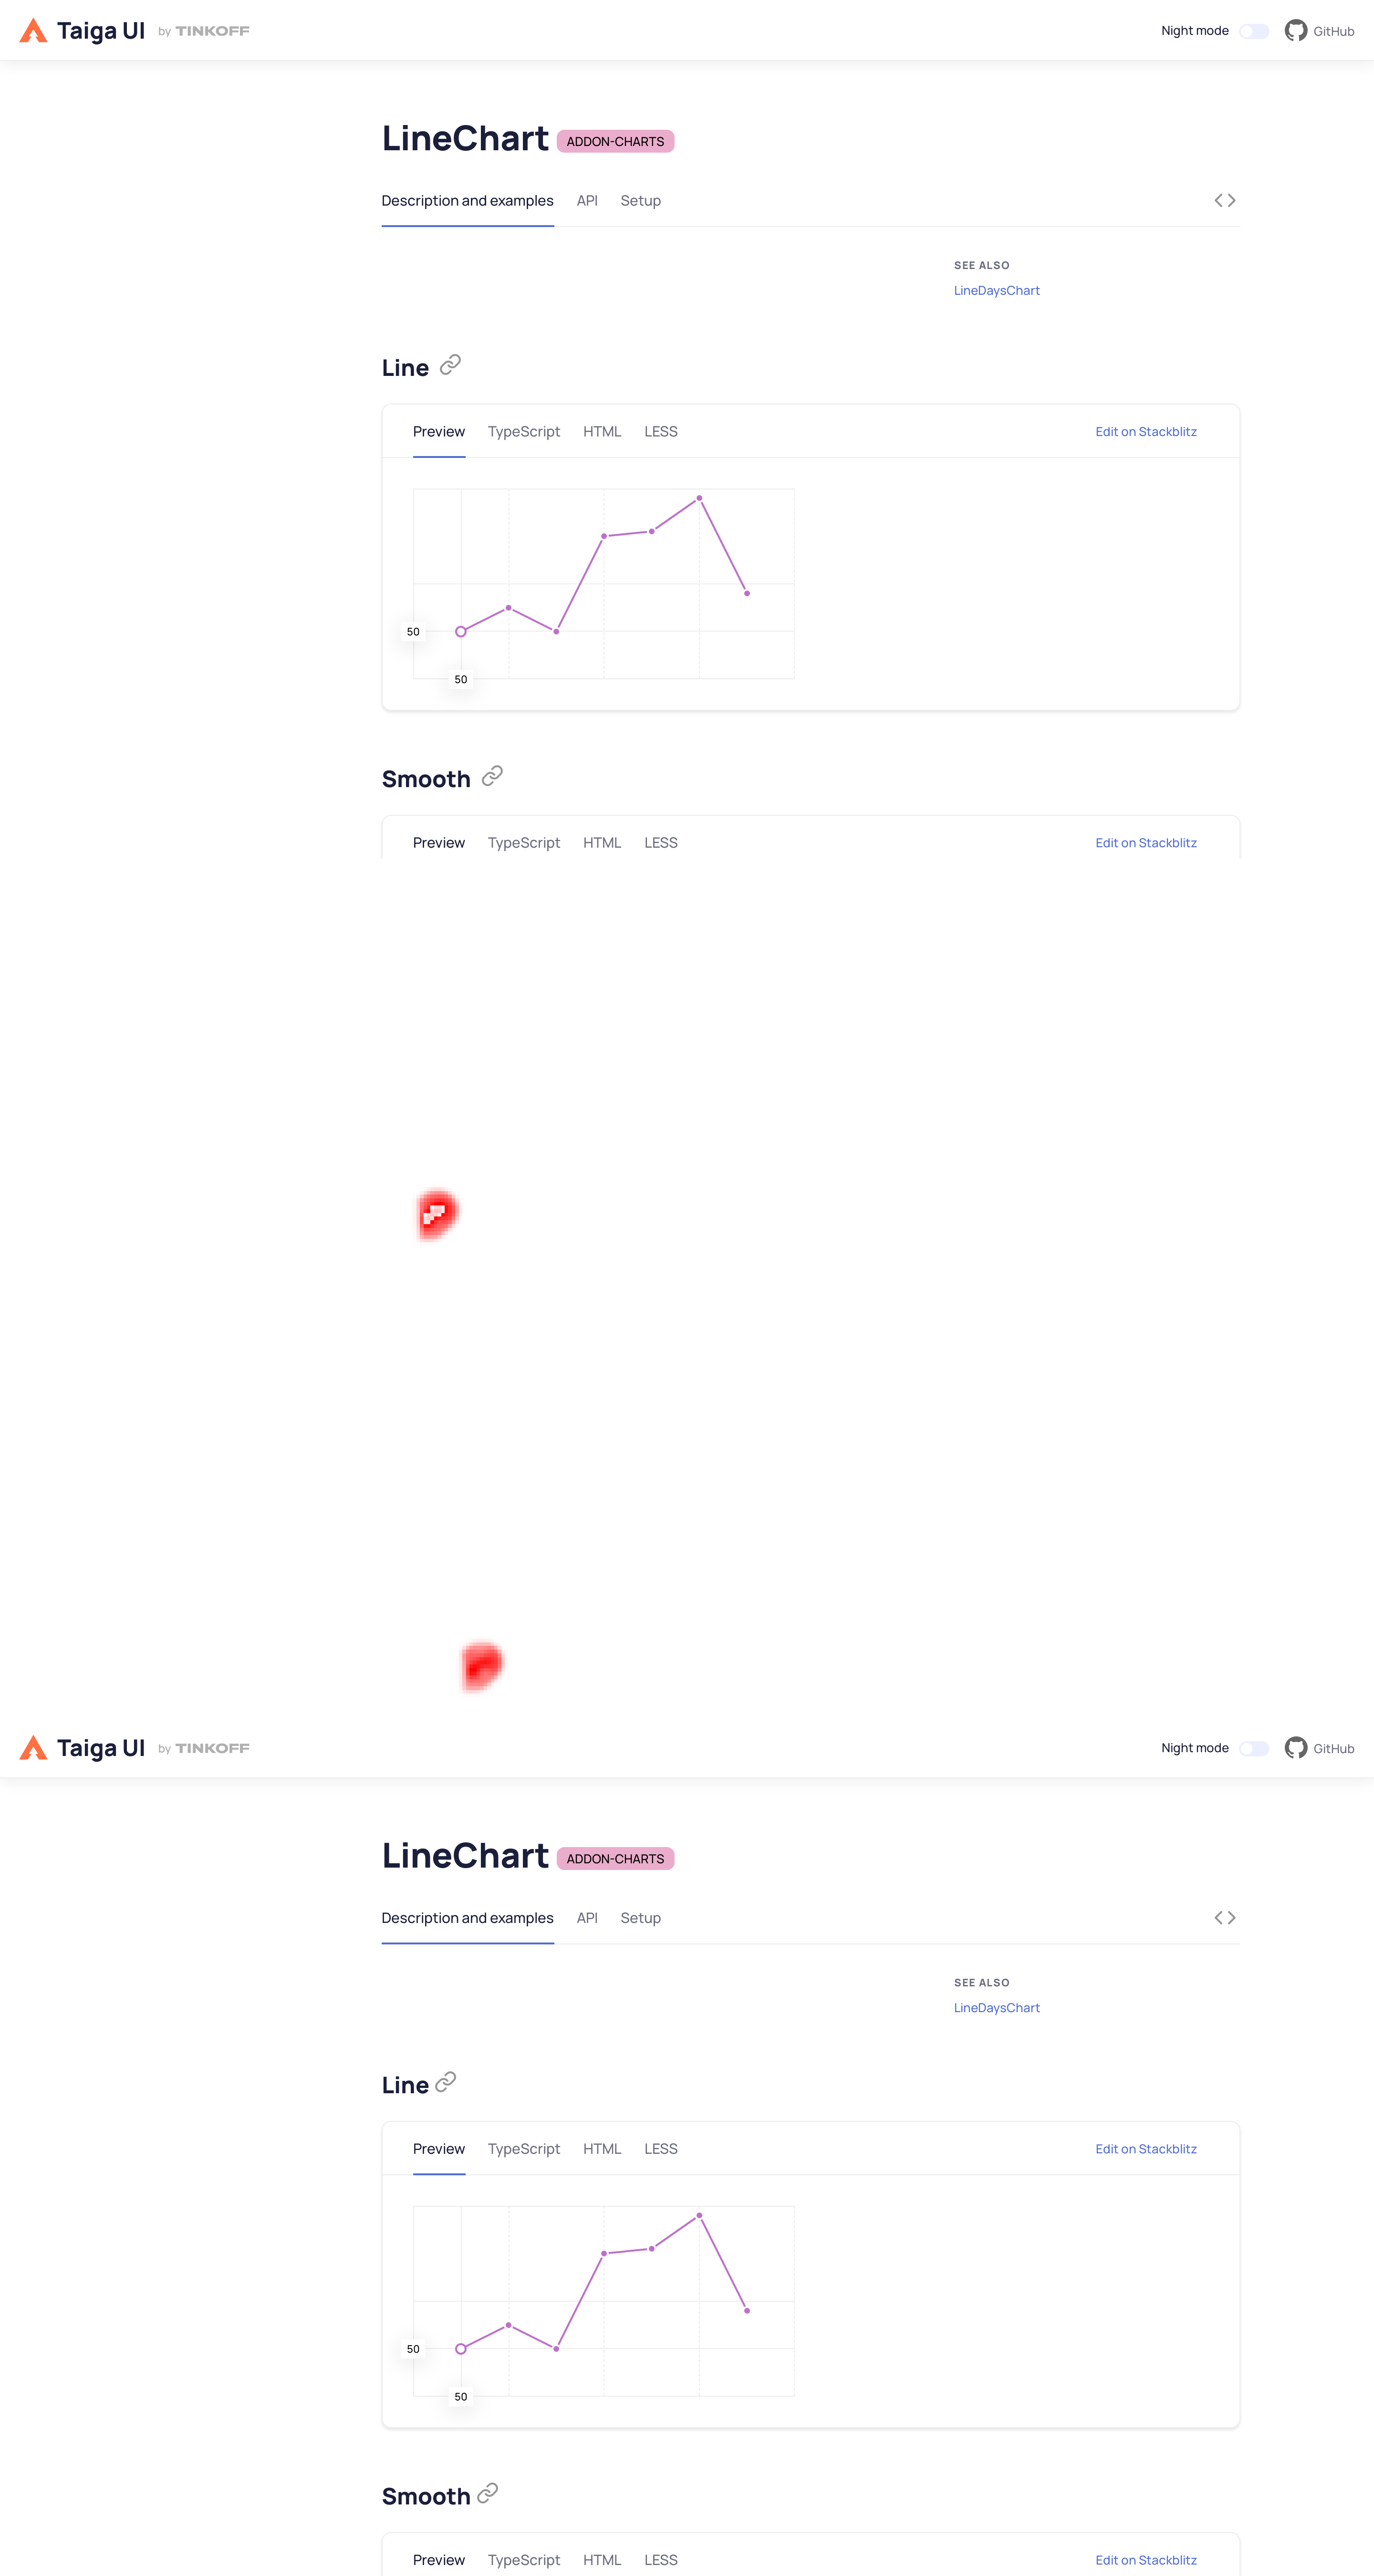 Taiga UI by TINKOFF Night mode GitHub
LineChart ADDON-CHARTS
Description and examples API Setup
SEE ALSO
LineDaysChart
Line
Preview TypeScript HTML LESS Edit on Stackblitz
50
50
Smooth
Preview TypeScript HTML LESS Edit on Stackblitz
Taiga UI by TINKOFF Night mode GitHub
LineChart ADDON-CHARTS
Description and examples API Setup
SEE ALSO
LineDaysChart
Line
Preview TypeScript HTML LESS Edit on Stackblitz
50
50
Smooth
Preview TypeScript HTML LESS Edit on Stackblitz